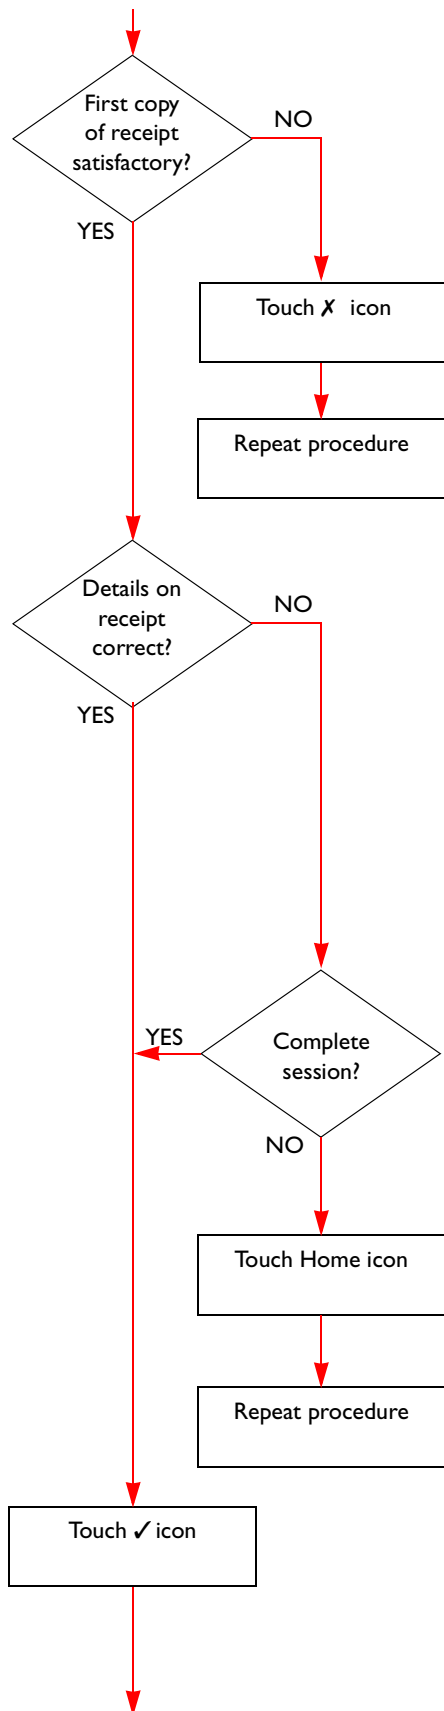 First copy
of receipt
satisfactory?
NO
YES
Touch ✗ icon
Repeat procedure
Details on
receipt
correct?
NO
YES
Complete
session?
YES
NO
Touch Home icon
Repeat procedure
Touch ✓ icon